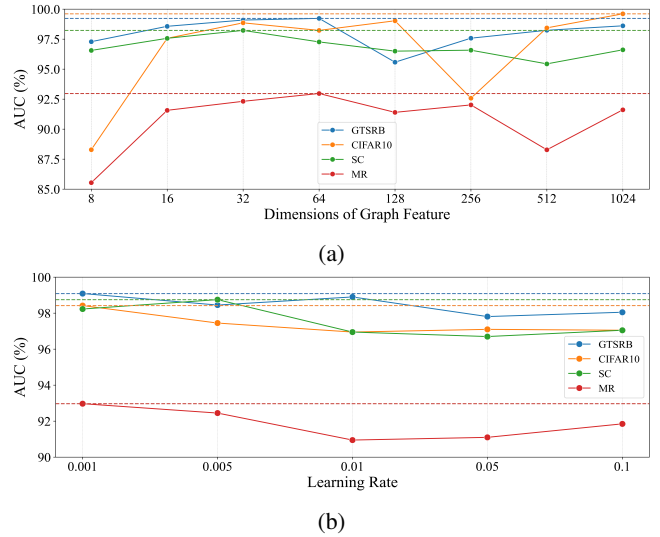 100.0
97.5
95.0
92.5
90.0
87.5
85.0
AUC (%)
GTSRB
CIFAR10
SC
MR
8 16 32 64 128 256 512 1024
Dimensions of Graph Feature
(a)
100
98
96
94
92
90
AUC (%)
GTSRB
CIFAR10
SC
MR
0.001 0.005 0.01 0.05 0.1
Learning Rate
(b)